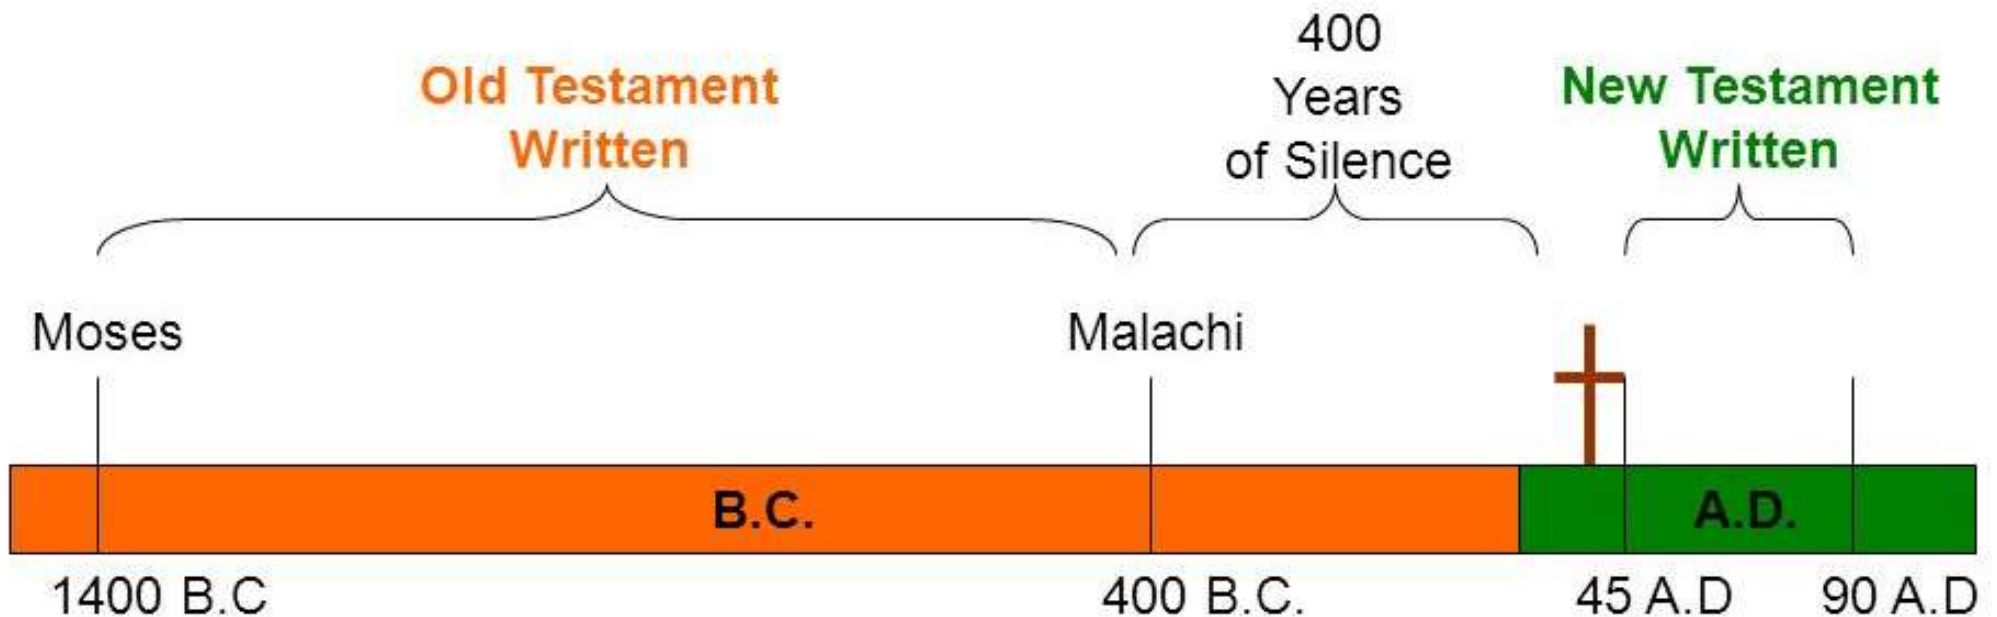 400
Years
of Silence
Old Testament
Written
New Testament
Written
Moses
Malachi
B.C.
A.D.
1400 B.C
400 B.C.
45 A.D
90 A.D